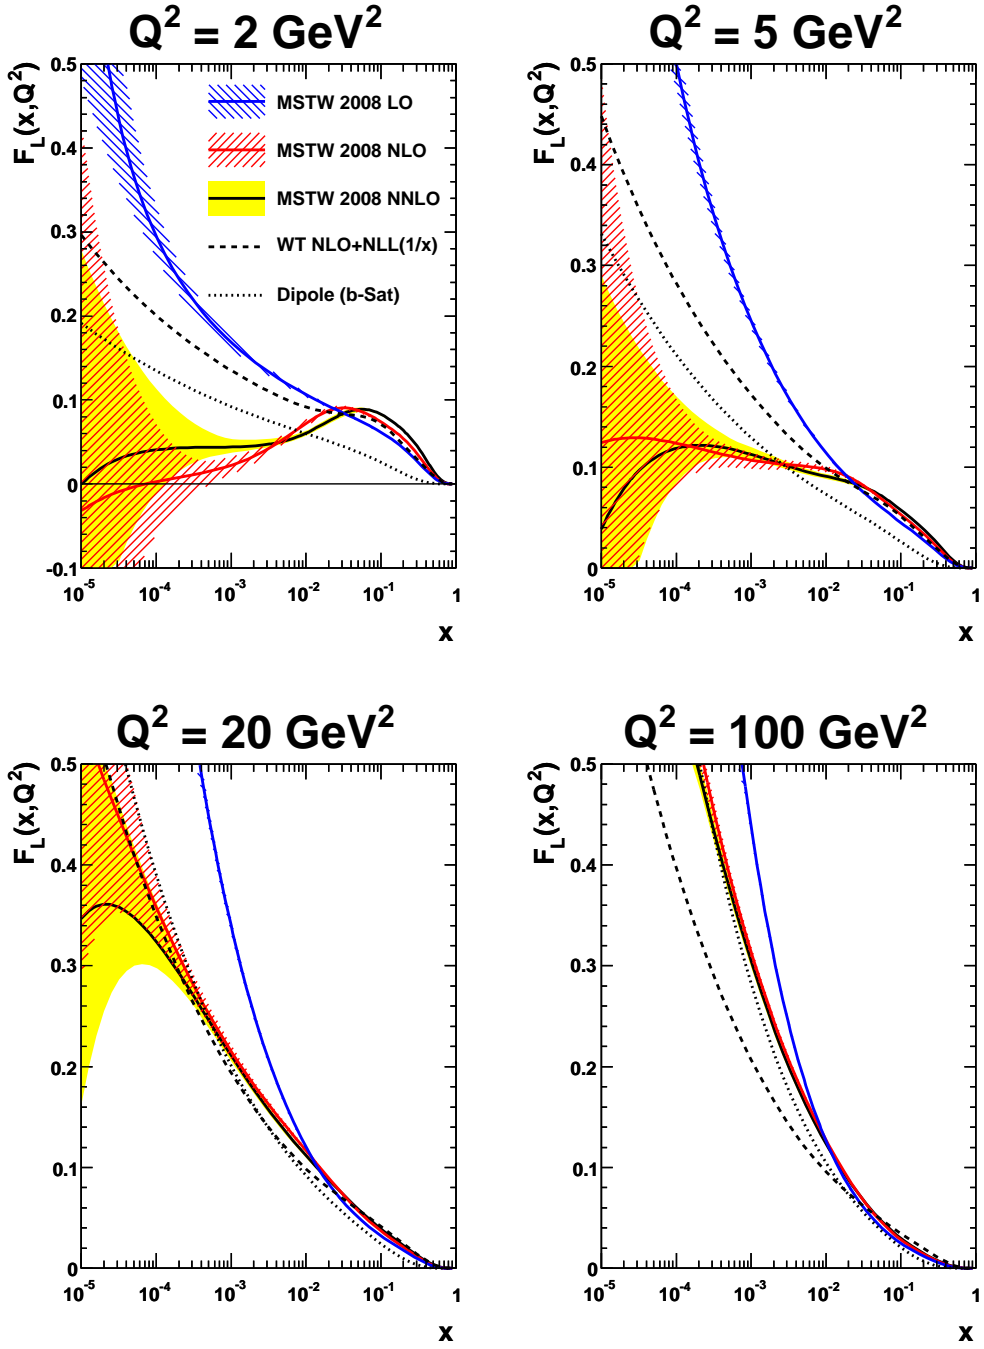 Q² = 2 GeV²
F_L(x,Q²)
0.5
0.4
0.3
0.2
0.1
0
-0.1
MSTW 2008 LO
MSTW 2008 NLO
MSTW 2008 NNLO
WT NLO+NLL(1/x)
Dipole (b-Sat)
10⁻⁵ 10⁻⁴ 10⁻³ 10⁻² 10⁻¹ 1
x
Q² = 5 GeV²
F_L(x,Q²)
0.5
0.4
0.3
0.2
0.1
0
10⁻⁵ 10⁻⁴ 10⁻³ 10⁻² 10⁻¹ 1
x
Q² = 20 GeV²
F_L(x,Q²)
0.5
0.4
0.3
0.2
0.1
0
10⁻⁵ 10⁻⁴ 10⁻³ 10⁻² 10⁻¹ 1
x
Q² = 100 GeV²
F_L(x,Q²)
0.5
0.4
0.3
0.2
0.1
0
10⁻⁵ 10⁻⁴ 10⁻³ 10⁻² 10⁻¹ 1
x